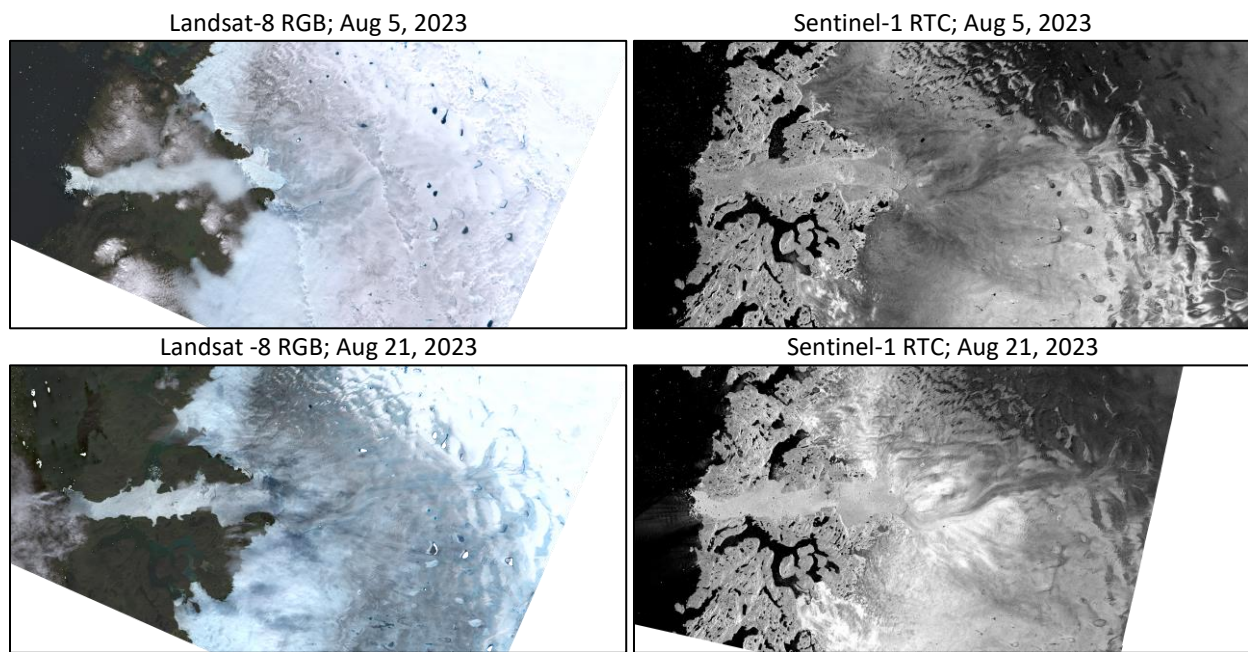 Landsat-8 RGB; Aug 5, 2023
Sentinel-1 RTC; Aug 5, 2023
Landsat -8 RGB; Aug 21, 2023
Sentinel-1 RTC; Aug 21, 2023